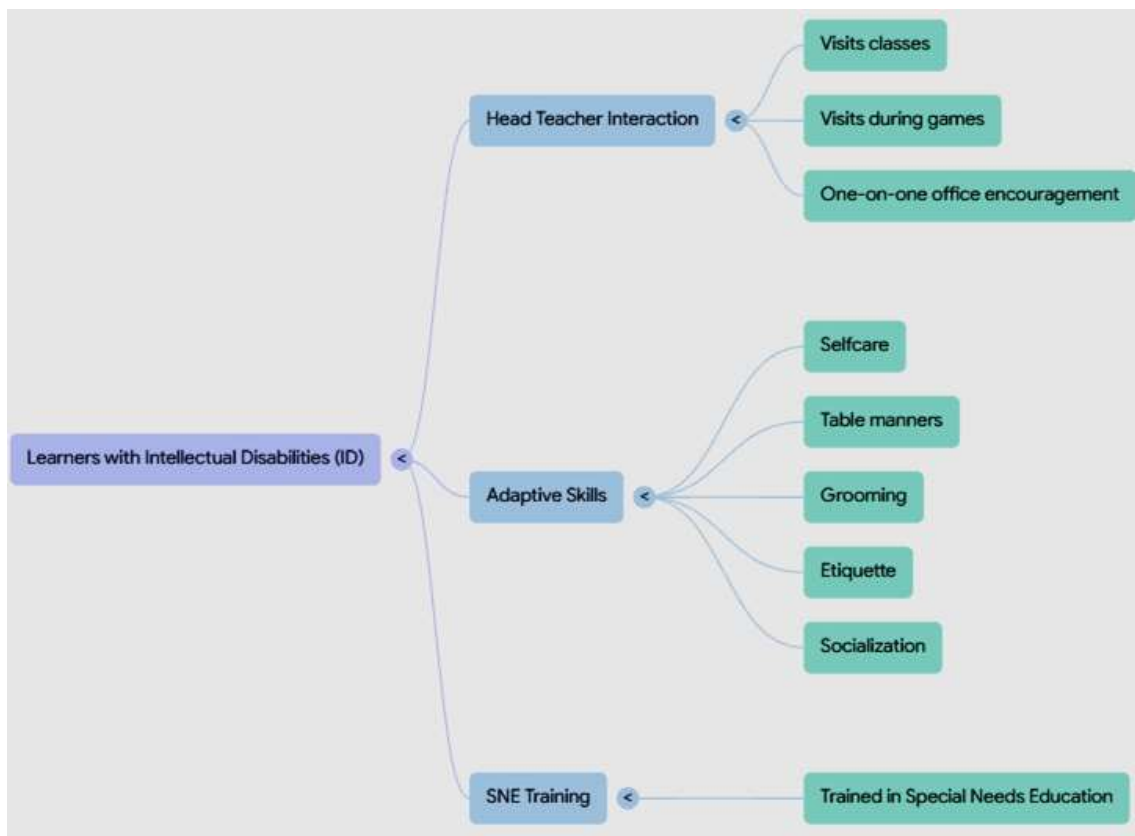 Learners with Intellectual Disabilities (ID)
Head Teacher Interaction
Visits classes
Visits during games
One-on-one office encouragement
Adaptive Skills
Selfcare
Table manners
Grooming
Etiquette
Socialization
SNE Training
Trained in Special Needs Education